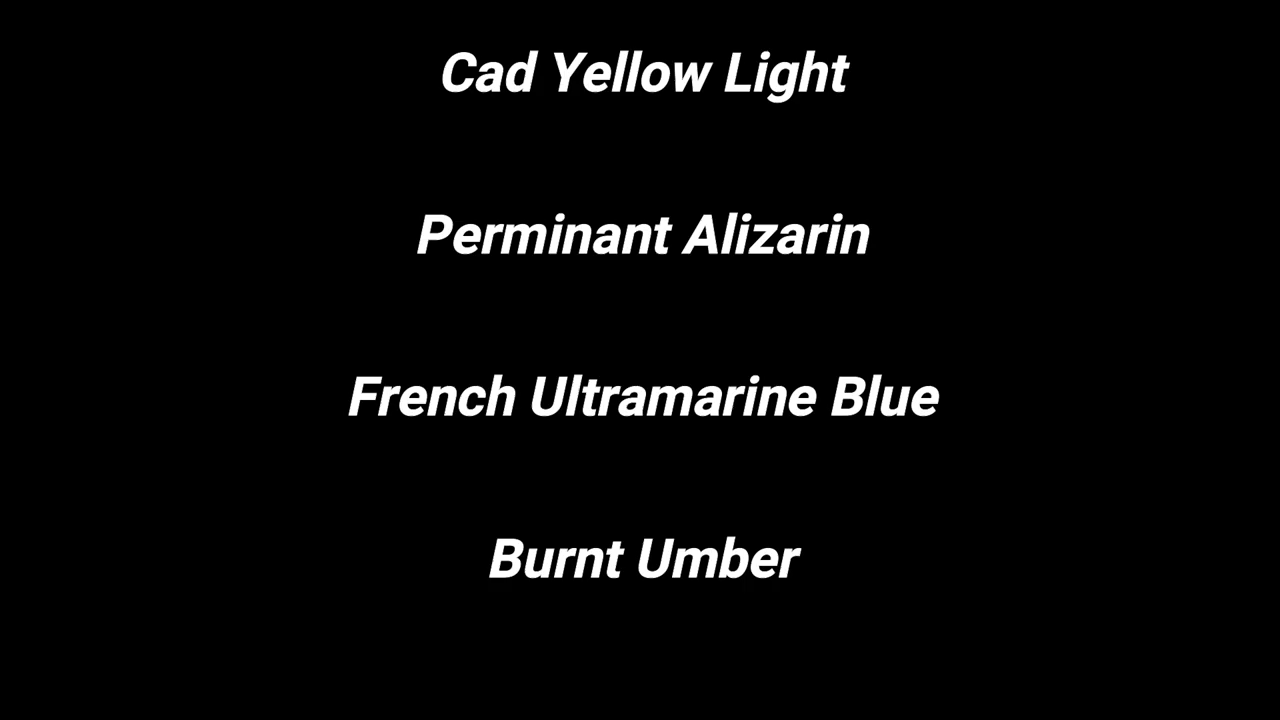 Cad Yellow Light
Perminant Alizarin
French Ultramarine Blue
Burnt Umber